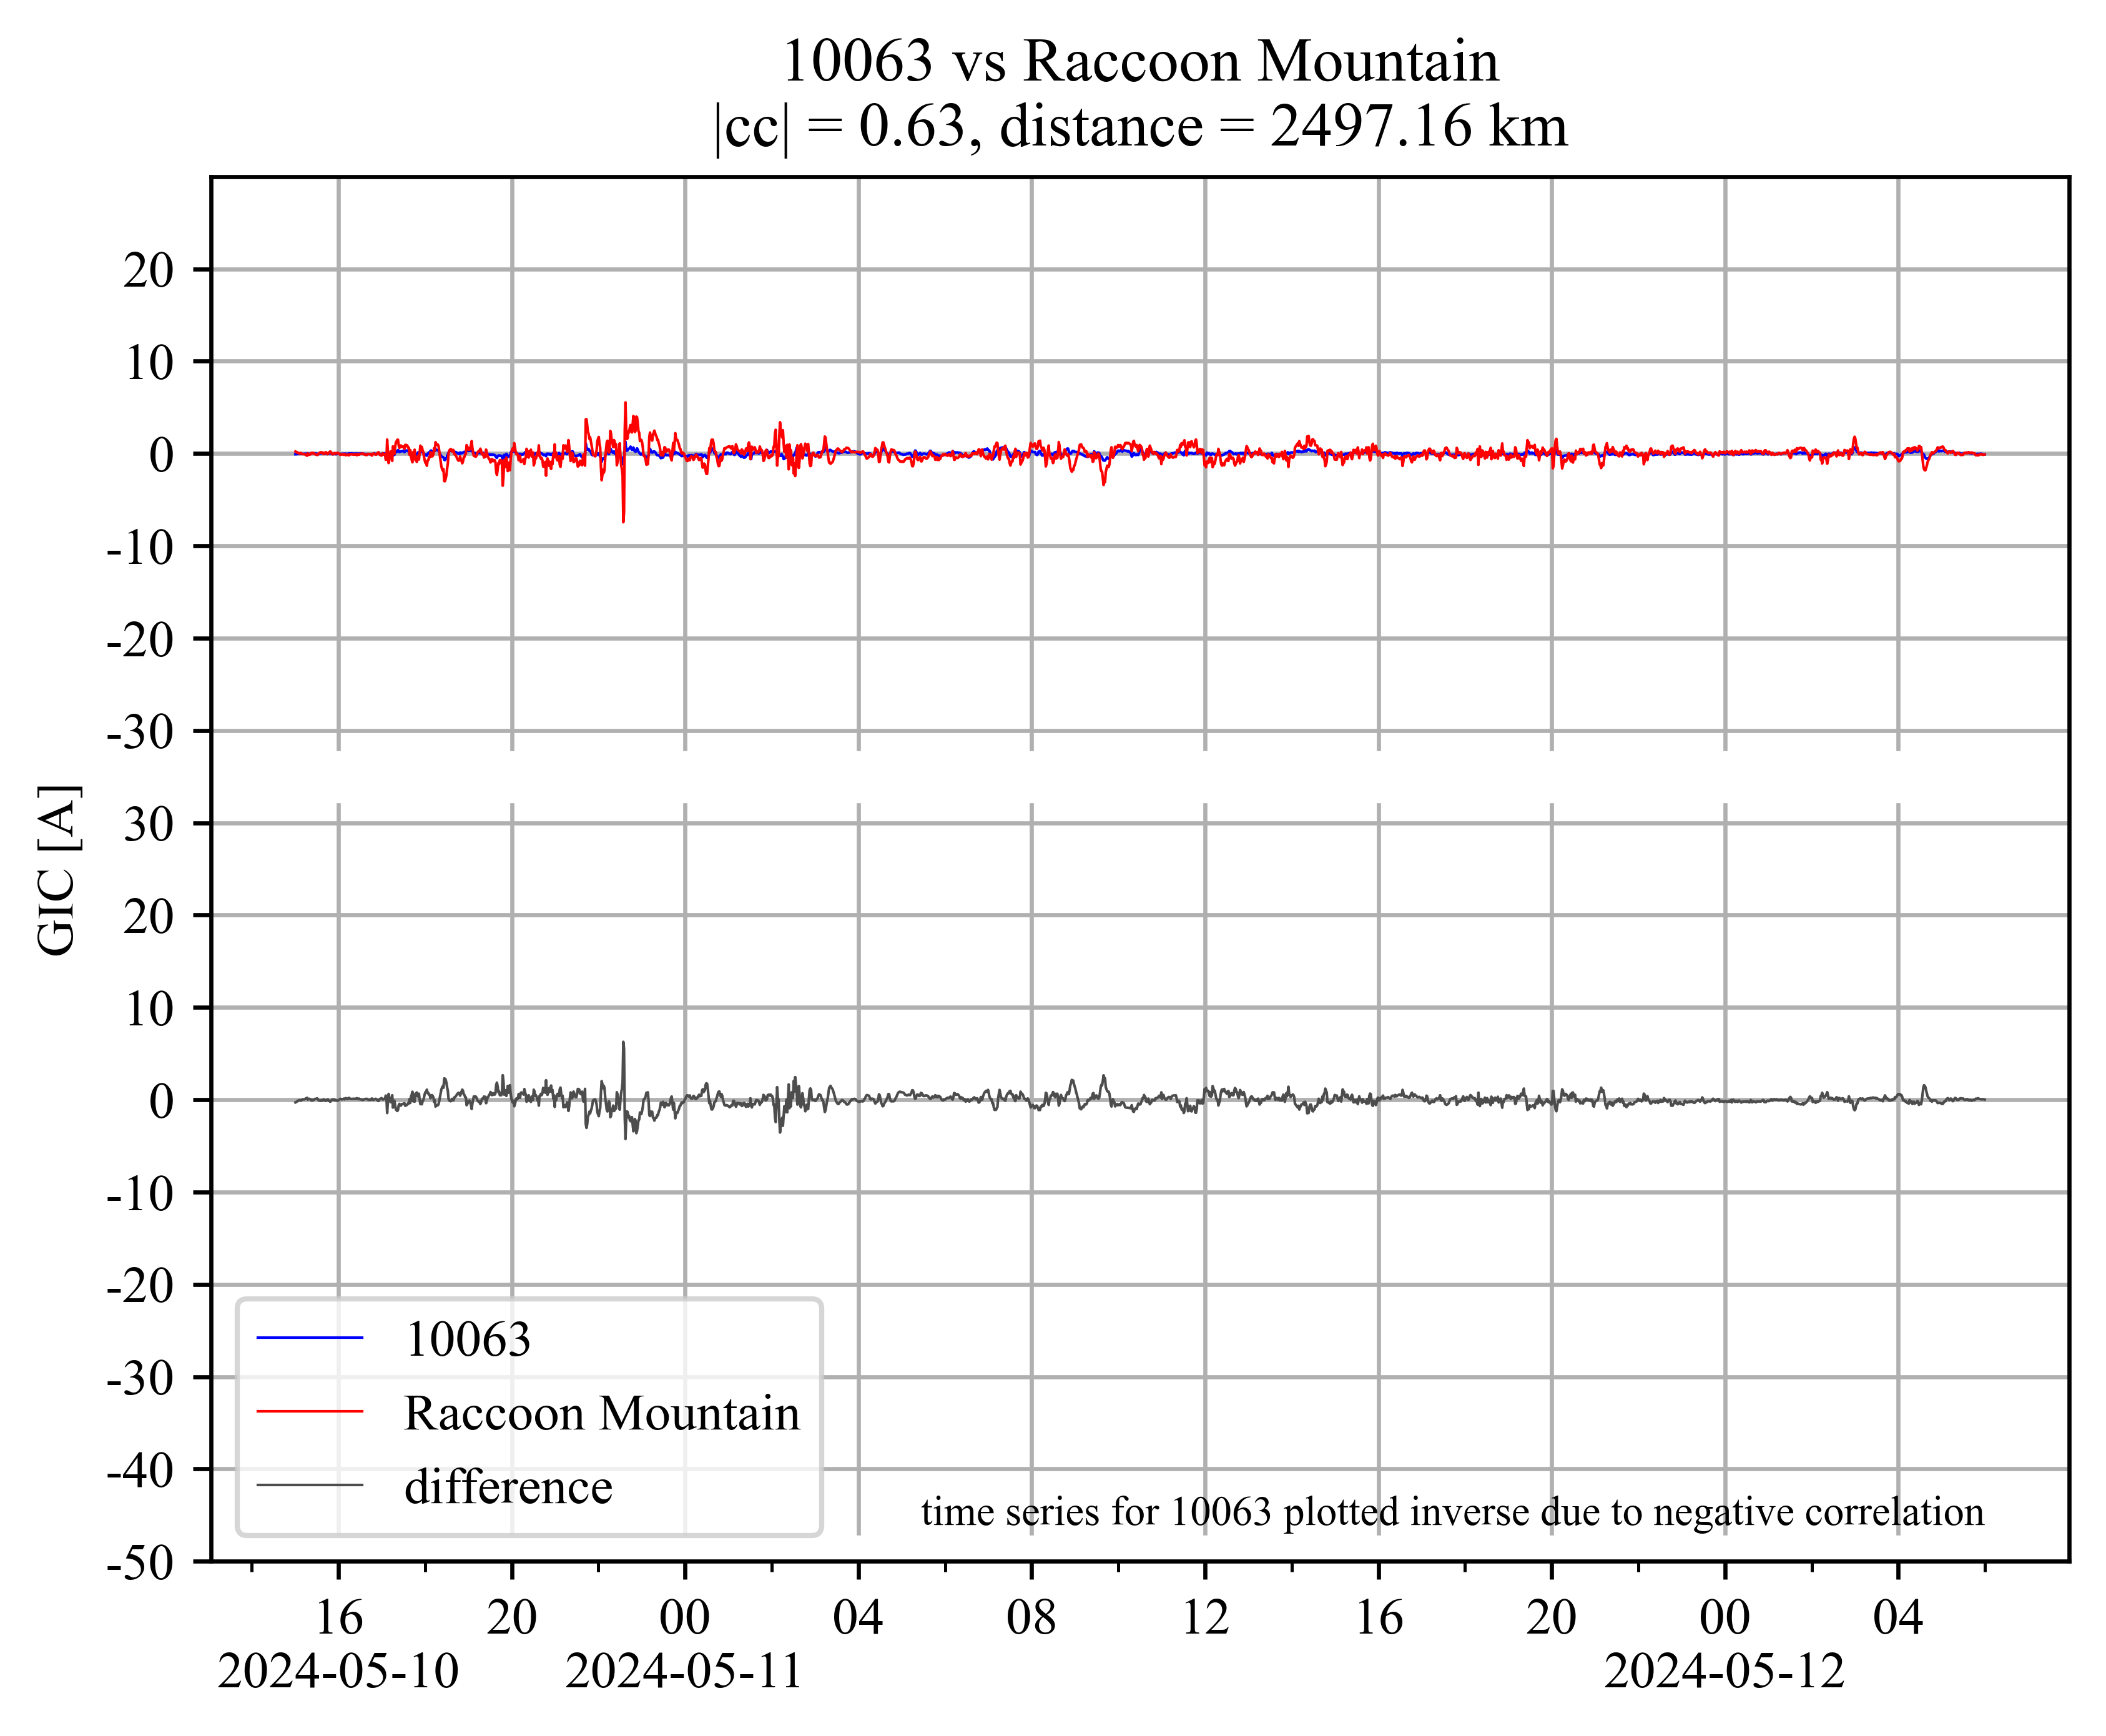 10063 vs Raccoon Mountain
|cc| = 0.63, distance = 2497.16 km
20
10
0
-10
-20
-30
30
20
10
0
-10
-20
-30
-40
-50
GIC [A]
10063
Raccoon Mountain
difference
time series for 10063 plotted inverse due to negative correlation
16 20 00 04 08 12 16 20 00 04
2024-05-10 2024-05-11 2024-05-12